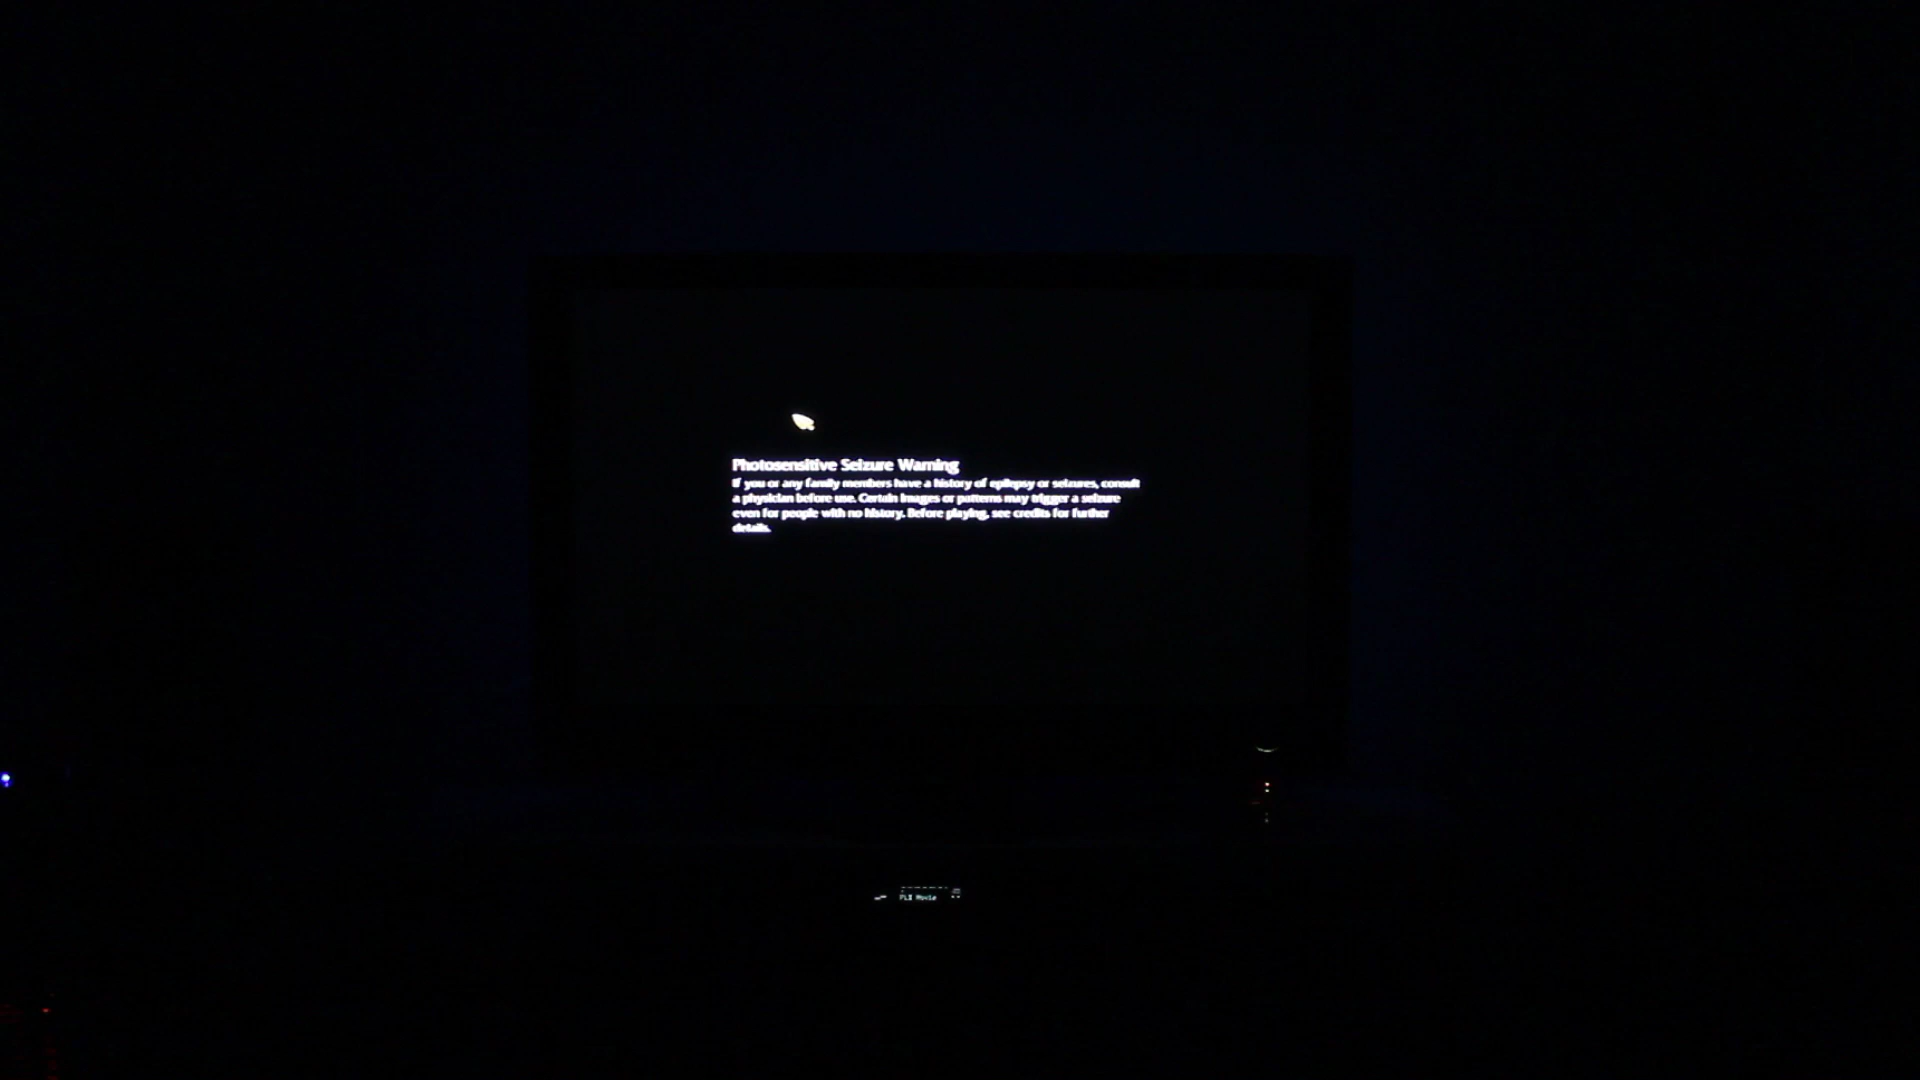 Photosensitive Seizure Warning
If you or any family members have a history of epilepsy or seizures, consult
a physician before use. Certain images or patterns may trigger a seizure
even for people with no history. Before playing, see credits for further
details.
PLⅡ Movie